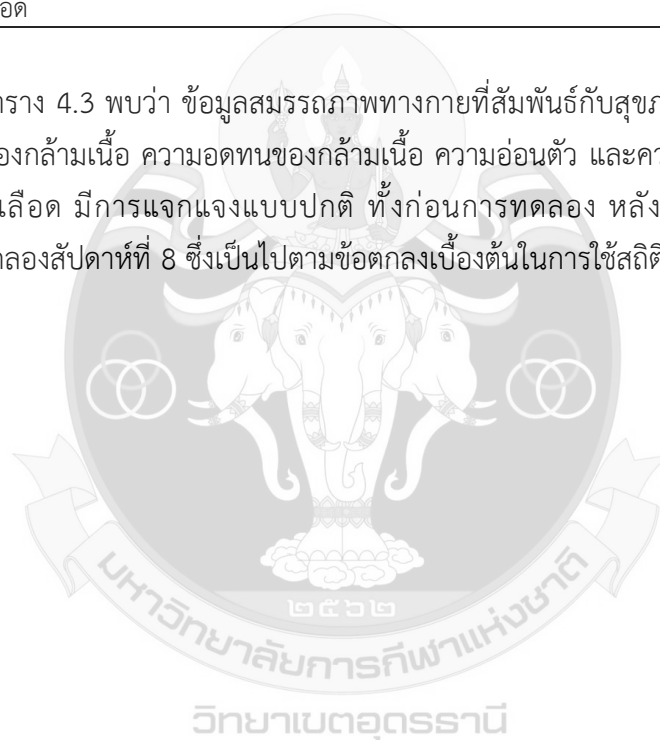 อด
ราง 4.3 พบว่า ข้อมูลสมรรถภาพทางกายที่สัมพันธ์กับสุขภ
องกล้ามเนื้อ ความอดทนของกล้ามเนื้อ ความอ่อนตัว และคว
เลือด มีการแจกแจงแบบปกติ ทั้งก่อนการทดลอง หลัง
ลองสัปดาห์ที่ 8 ซึ่งเป็นไปตามข้อตกลงเบื้องต้นในการใช้สถิติ
๒๕๖๒
มหาวิทยาลัยการกีฬาแห่งชาติ
วิทยาเขตอุดรธานี